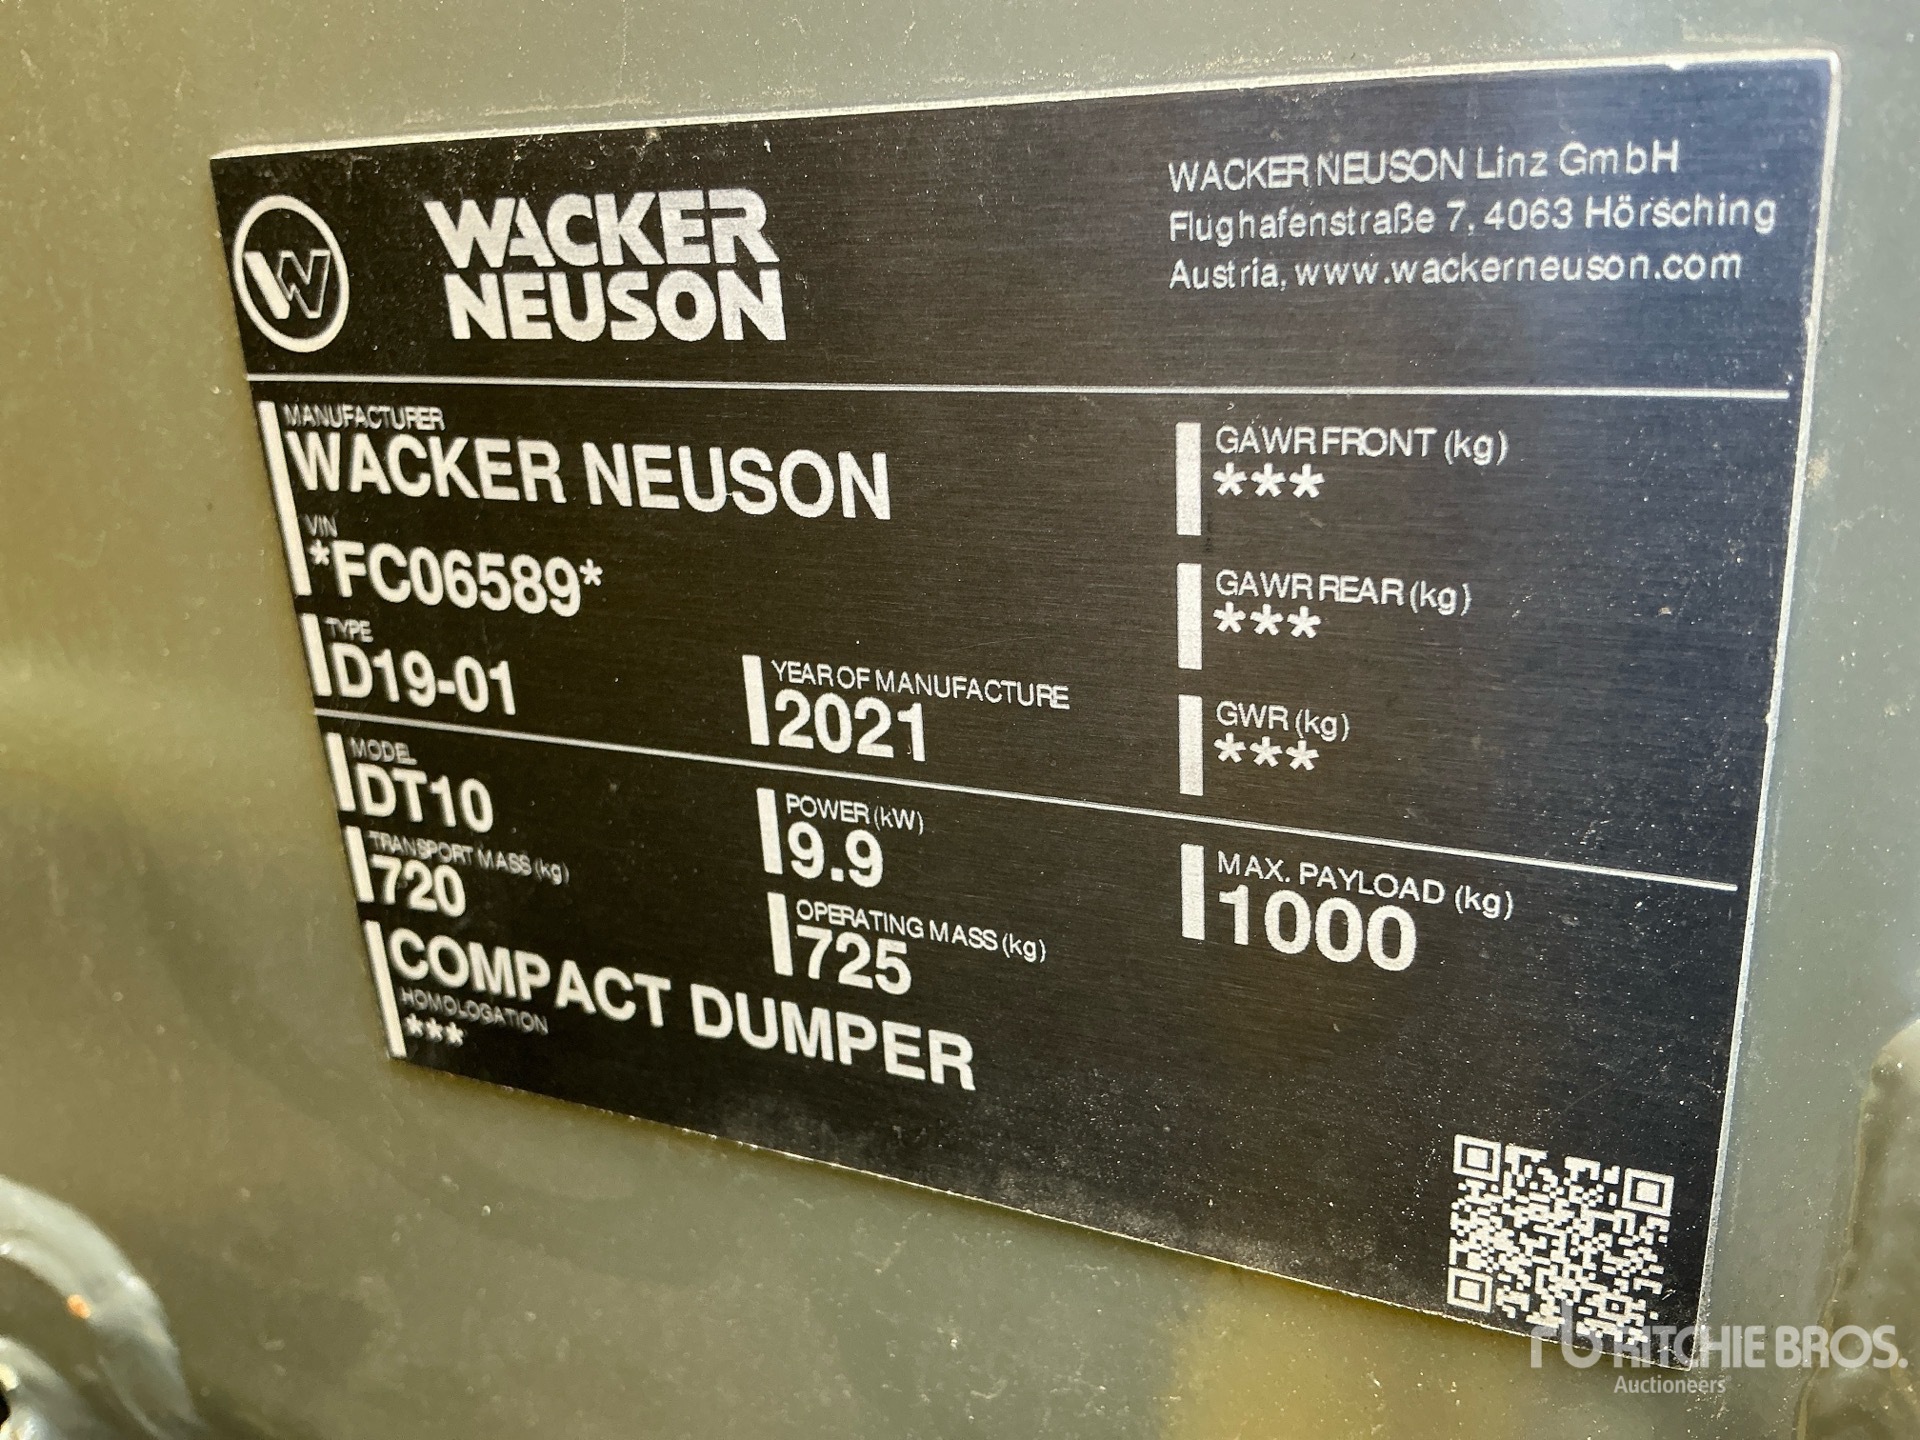 W
WACKER
NEUSON
WACKER NEUSON Linz GmbH
Flughafenstraße 7, 4063 Hörsching
Austria, www.wackerneuson.com
MANUFACTURER
WACKER NEUSON
VIN
*FC06589*
TYPE
D19-01
YEAR OF MANUFACTURE
2021
GAWR FRONT (kg)
***
GAWR REAR (kg)
***
GWR (kg)
***
MODEL
DT10
POWER (kW)
9.9
MAX. PAYLOAD (kg)
1000
TRANSPORT MASS (kg)
720
OPERATING MASS (kg)
725
COMPACT DUMPER
HOMOLOGATION
***
rb RITCHIE BROS.
Auctioneers